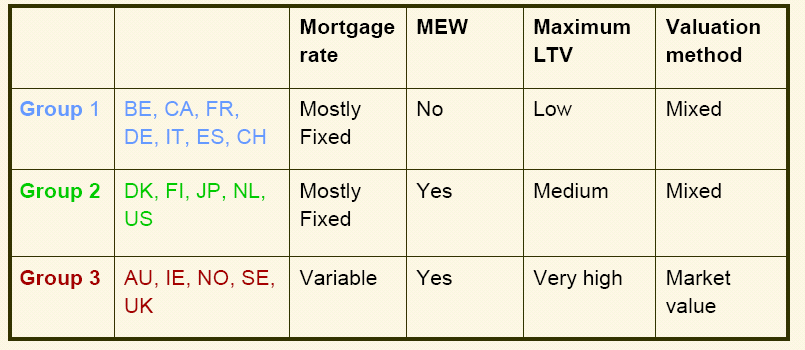 Mortgage rate MEW Maximum LTV Valuation method
Group 1 BE, CA, FR, DE, IT, ES, CH Mostly Fixed No Low Mixed
Group 2 DK, FI, JP, NL, US Mostly Fixed Yes Medium Mixed
Group 3 AU, IE, NO, SE, UK Variable Yes Very high Market value